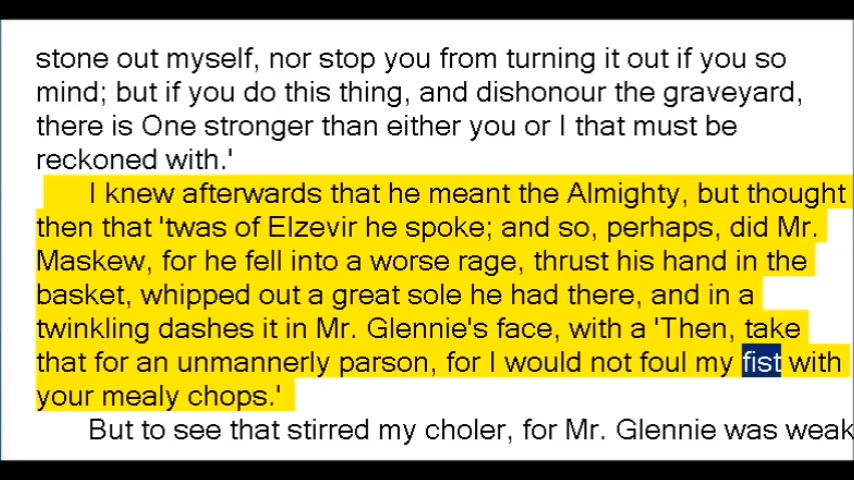 stone out myself, nor stop you from turning it out if you so
mind; but if you do this thing, and dishonour the graveyard,
there is One stronger than either you or I that must be
reckoned with.'
I knew afterwards that he meant the Almighty, but thought
then that 'twas of Elzevir he spoke; and so, perhaps, did Mr.
Maskew, for he fell into a worse rage, thrust his hand in the
basket, whipped out a great sole he had there, and in a
twinkling dashes it in Mr. Glennie's face, with a 'Then, take
that for an unmannerly parson, for I would not foul my fist with
your mealy chops.'
But to see that stirred my choler, for Mr. Glennie was weak